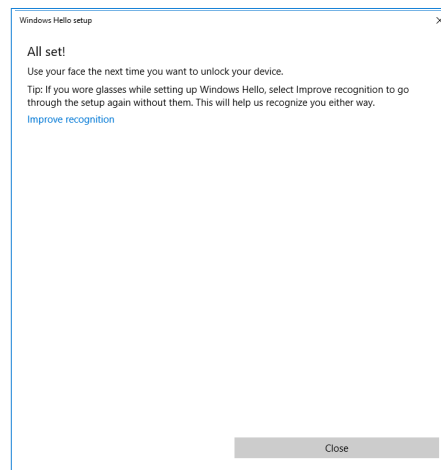 Windows Hello setup
All set!
Use your face the next time you want to unlock your device.
Tip: If you wore glasses while setting up Windows Hello, select Improve recognition to go
through the setup again without them. This will help us recognize you either way.
Improve recognition
Close